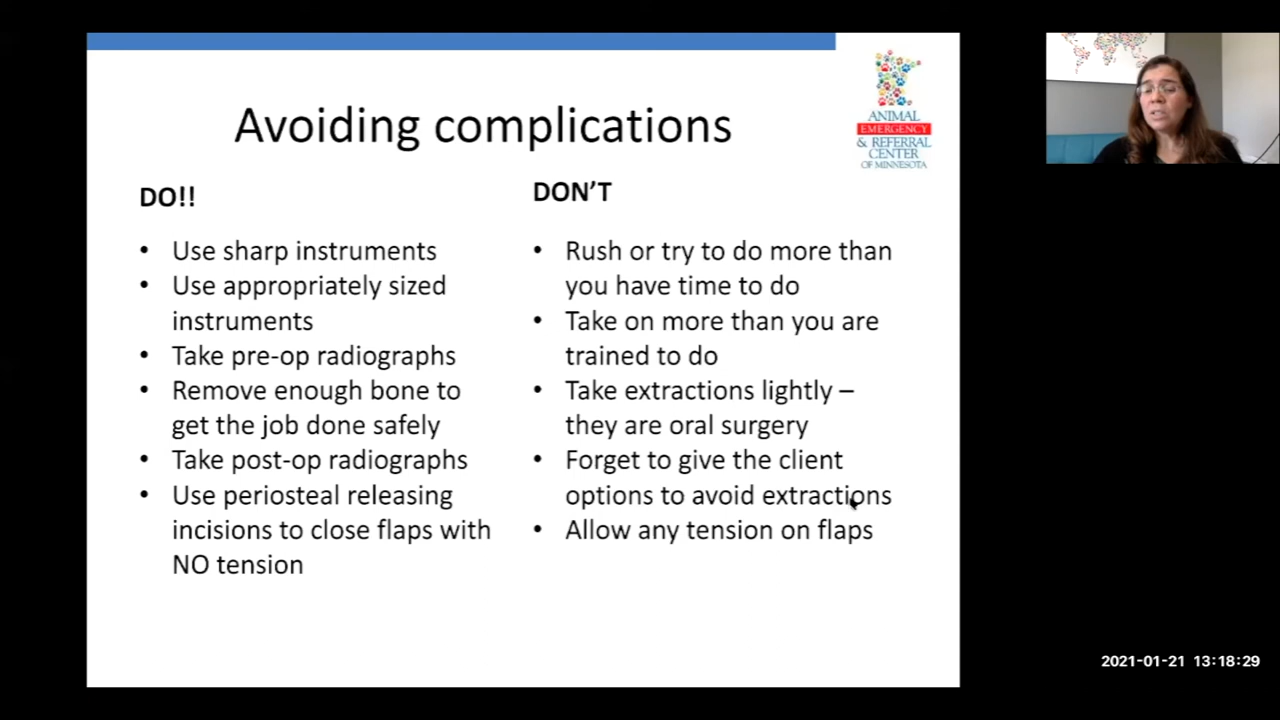 Avoiding complications
ANIMAL
EMERGENCY
& REFERRAL
CENTER
OF MINNESOTA
DO!!
• Use sharp instruments
• Use appropriately sized
instruments
• Take pre-op radiographs
• Remove enough bone to
get the job done safely
• Take post-op radiographs
• Use periosteal releasing
incisions to close flaps with
NO tension
DON’T
• Rush or try to do more than
you have time to do
• Take on more than you are
trained to do
• Take extractions lightly –
they are oral surgery
• Forget to give the client
options to avoid extractions
• Allow any tension on flaps
2021-01-21 13:18:29